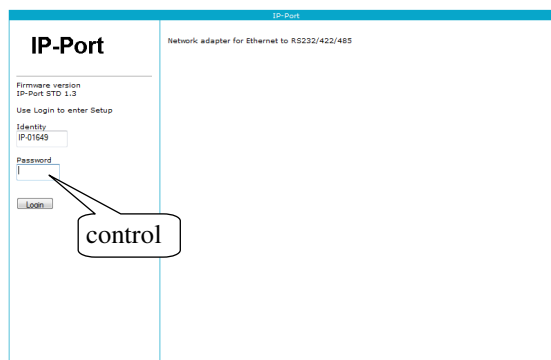 IP-Port
IP-Port
Network adapter for Ethernet to RS232/422/485
Firmware version
IP-Port STD 1.3
Use Login to enter Setup
Identity
IP-01649
Password
Login
control